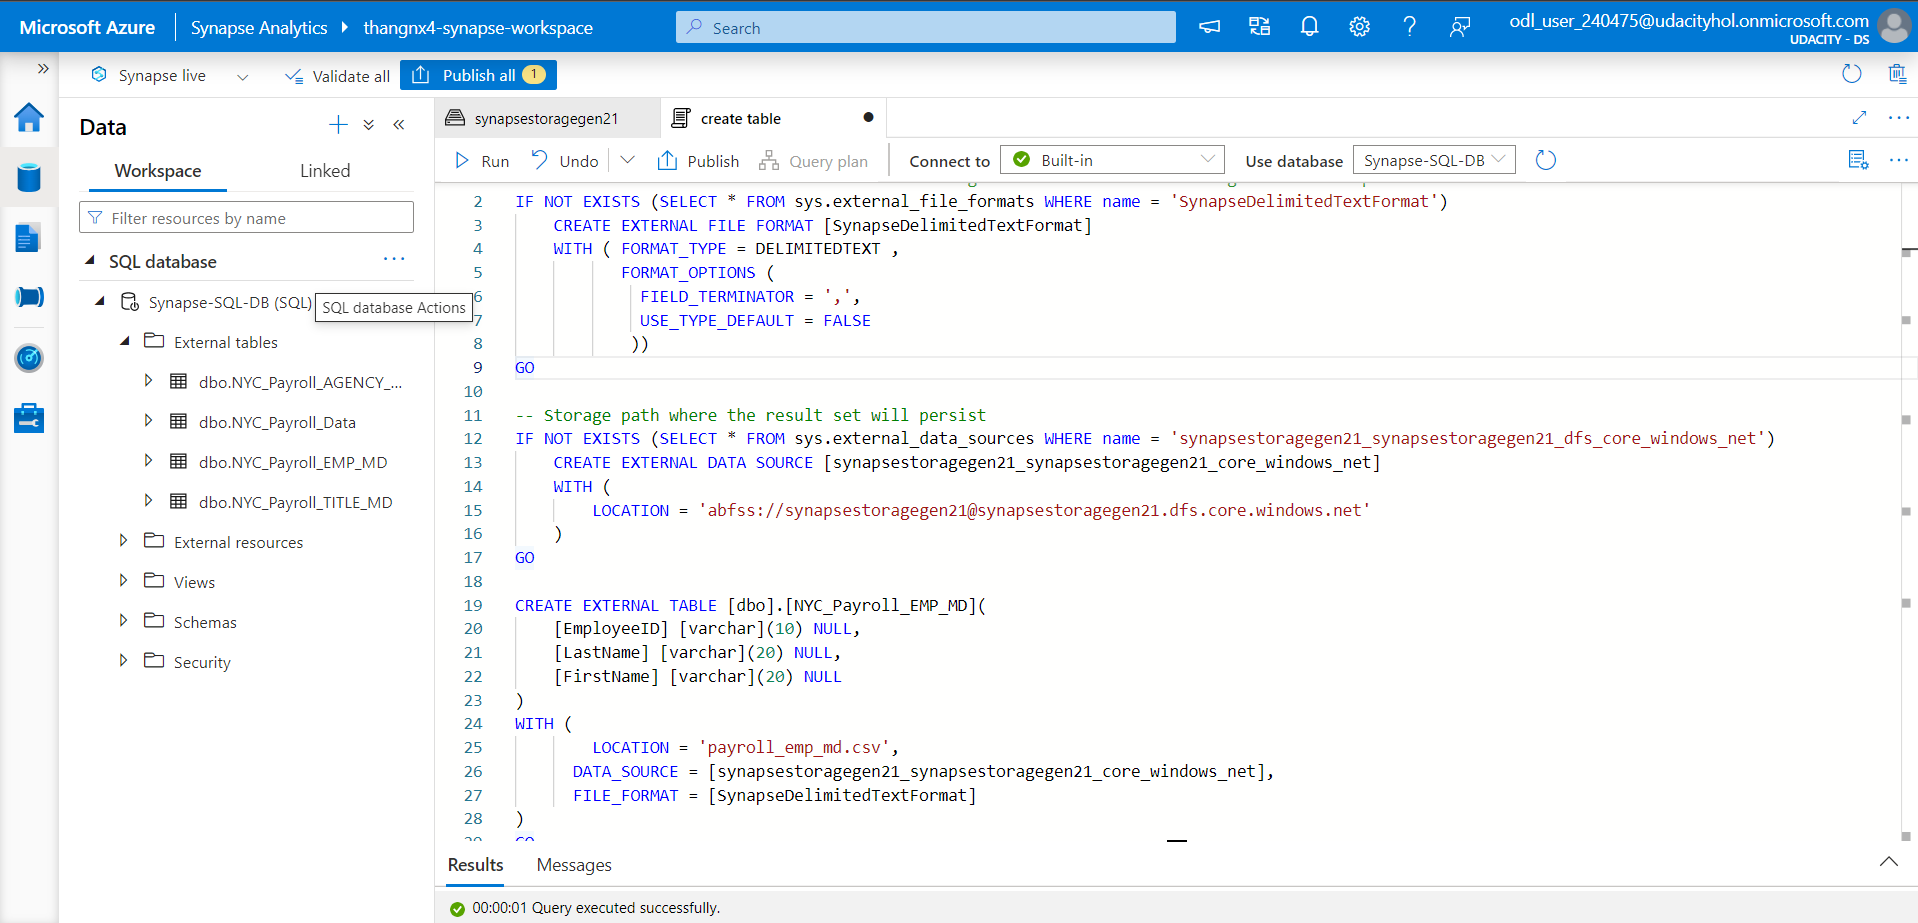 Microsoft Azure
Synapse Analytics
thangnx4-synapse-workspace
Search
odl_user_240475@udacityhol.onmicrosoft.com
UDACITY - DS
Synapse live
Validate all
Publish all 1
Data
Workspace
Linked
Filter resources by name
SQL database
Synapse-SQL-DB (SQL)
SQL database Actions
External tables
dbo.NYC_Payroll_AGENCY_...
dbo.NYC_Payroll_Data
dbo.NYC_Payroll_EMP_MD
dbo.NYC_Payroll_TITLE_MD
External resources
Views
Schemas
Security
synapsestoragegen21
create table
Run
Undo
Publish
Query plan
Connect to
Built-in
Use database
Synapse-SQL-DB
2 IF NOT EXISTS (SELECT * FROM sys.external_file_formats WHERE name = 'SynapseDelimitedTextFormat')
3 CREATE EXTERNAL FILE FORMAT [SynapseDelimitedTextFormat]
4 WITH ( FORMAT_TYPE = DELIMITEDTEXT ,
5 FORMAT_OPTIONS (
6 FIELD_TERMINATOR = ',',
7 USE_TYPE_DEFAULT = FALSE
8 ))
9 GO
10
11 -- Storage path where the result set will persist
12 IF NOT EXISTS (SELECT * FROM sys.external_data_sources WHERE name = 'synapsestoragegen21_synapsestoragegen21_dfs_core_windows_net')
13 CREATE EXTERNAL DATA SOURCE [synapsestoragegen21_synapsestoragegen21_core_windows_net]
14 WITH (
15 LOCATION = 'abfss://synapsestoragegen21@synapsestoragegen21.dfs.core.windows.net'
16 )
17 GO
18
19 CREATE EXTERNAL TABLE [dbo].[NYC_Payroll_EMP_MD](
20 [EmployeeID] [varchar](10) NULL,
21 [LastName] [varchar](20) NULL,
22 [FirstName] [varchar](20) NULL
23 )
24 WITH (
25 LOCATION = 'payroll_emp_md.csv',
26 DATA_SOURCE = [synapsestoragegen21_synapsestoragegen21_core_windows_net],
27 FILE_FORMAT = [SynapseDelimitedTextFormat]
28 )
29 GO
Results
Messages
00:00:01 Query executed successfully.